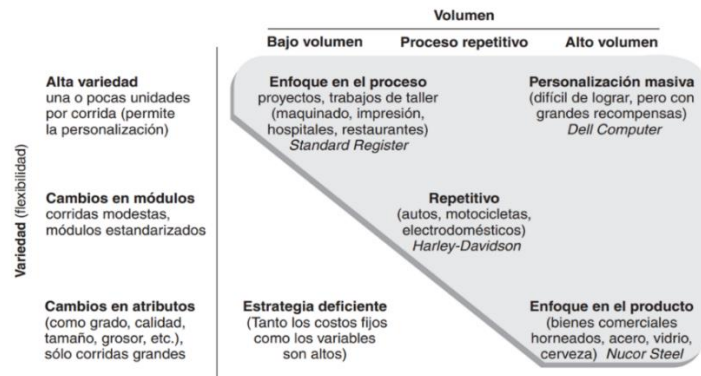 Volumen
Bajo volumen Proceso repetitivo Alto volumen
Variedad (flexibilidad)
Alta variedad
una o pocas unidades
por corrida (permite
la personalización)
Enfoque en el proceso
proyectos, trabajos de taller
(maquinado, impresión,
hospitales, restaurantes)
Standard Register
Personalización masiva
(difícil de lograr, pero con
grandes recompensas)
Dell Computer
Cambios en módulos
corridas modestas,
módulos estandarizados
Repetitivo
(autos, motocicletas,
electrodomésticos)
Harley-Davidson
Cambios en atributos
(como grado, calidad,
tamaño, grosor, etc.),
sólo corridas grandes
Estrategia deficiente
(Tanto los costos fijos
como los variables
son altos)
Enfoque en el producto
(bienes comerciales
horneados, acero, vidrio,
cerveza) Nucor Steel